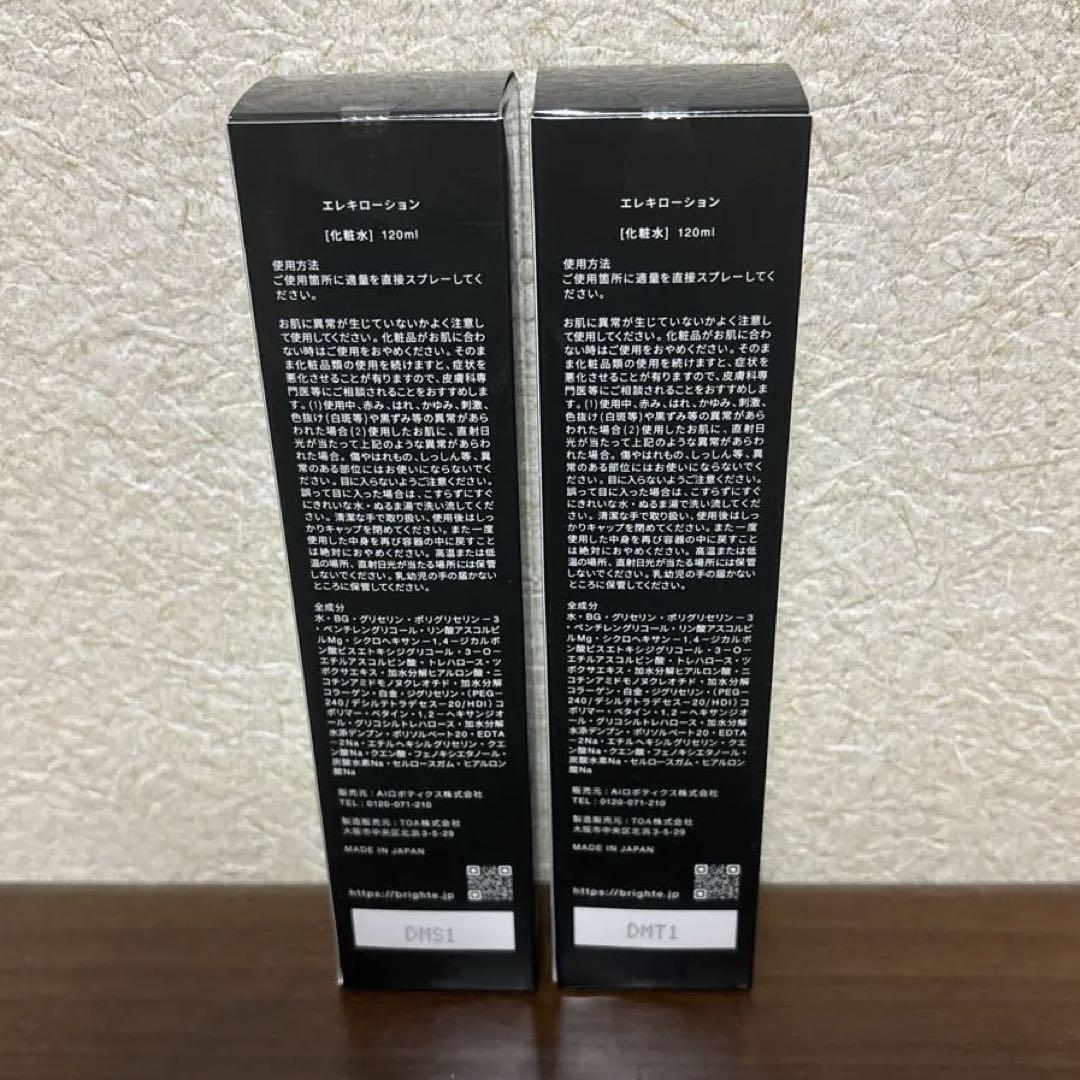 エレキローション
[化粧水] 120ml
使用方法
ご使用箇所に適量を直接スプレーしてく
ださい。
お肌に異常が生じていないかよく注意し
て使用してください。化粧品がお肌に合わ
ない時はご使用をおやめください。そのま
ま化粧品類の使用を続けますと、症状を
悪化させることが有りますので、皮膚科専
門医等にご相談されることをおすすめしま
す。(1)使用中、赤み、はれ、かゆみ、刺激、
色抜け(白斑等)や黒ずみ等の異常があら
われた場合(2)使用したお肌に、直射日
光が当たって上記のような異常があらわ
れた場合。傷やはれもの、しっしん等、異
常のある部位にはお使いにならないでく
ださい。目に入らないようご注意ください。
誤って目に入った場合は、こすらずにすぐ
にきれいな水・ぬるま湯で洗い流してくだ
さい。清潔な手で取り扱い、使用後はしっ
かりキャップを閉めてください。また一度
使用した中身を再び容器の中に戻すこと
は絶対におやめください。高温または低
温の場所、直射日光が当たる場所には保管
しないでください。乳幼児の手の届かない
ところに保管してください。
全成分
水・BG・グリセリン・ポリグリセリン-3
・ペンチレングリコール・リン酸アスコルビ
ルMg・シクロヘキサン-1,4-ジカルボ
ン酸ビスエトキシジグリコール・3-O-
エチルアスコルビン酸・トレハロース・ツ
ボクサエキス・加水分解ヒアルロン酸・ニ
コチンアミドモノヌクレオチド・加水分解
コラーゲン・白金・ジグリセリン・(PEG-
240/デシルテトラデセス-20/HDI)コ
ポリマー・ベタイン・1,2-ヘキサンジオ
ール・グリコシルトレハロース・加水分解
水添デンプン・ポリソルベート20・EDTA
-2Na・エチルヘキシルグリセリン・クエ
ン酸Na・クエン酸・フェノキシエタノール・
炭酸水素Na・セルロースガム・ヒアルロン
酸Na
販売元:AIロボティクス株式会社
TEL:0120-071-210
製造販売元:TOA株式会社
大阪市中央区北浜3-5-29
MADE IN JAPAN
https://brighte.jp
DMS1
エレキローション
[化粧水] 120ml
使用方法
ご使用箇所に適量を直接スプレーしてく
ださい。
お肌に異常が生じていないかよく注意し
て使用してください。化粧品がお肌に合わ
ない時はご使用をおやめください。そのま
ま化粧品類の使用を続けますと、症状を
悪化させることが有りますので、皮膚科専
門医等にご相談されることをおすすめしま
す。(1)使用中、赤み、はれ、かゆみ、刺激、
色抜け(白斑等)や黒ずみ等の異常があら
われた場合(2)使用したお肌に、直射日
光が当たって上記のような異常があらわ
れた場合。傷やはれもの、しっしん等、異
常のある部位にはお使いにならないでく
ださい。目に入らないようご注意ください。
誤って目に入った場合は、こすらずにすぐ
にきれいな水・ぬるま湯で洗い流してくだ
さい。清潔な手で取り扱い、使用後はしっ
かりキャップを閉めてください。また一度
使用した中身を再び容器の中に戻すこと
は絶対におやめください。高温または低
温の場所、直射日光が当たる場所には保管
しないでください。乳幼児の手の届かない
ところに保管してください。
全成分
水・BG・グリセリン・ポリグリセリン-3
・ペンチレングリコール・リン酸アスコルビ
ルMg・シクロヘキサン-1,4-ジカルボ
ン酸ビスエトキシジグリコール・3-O-
エチルアスコルビン酸・トレハロース・ツ
ボクサエキス・加水分解ヒアルロン酸・ニ
コチンアミドモノヌクレオチド・加水分解
コラーゲン・白金・ジグリセリン・(PEG-
240/デシルテトラデセス-20/HDI)コ
ポリマー・ベタイン・1,2-ヘキサンジオ
ール・グリコシルトレハロース・加水分解
水添デンプン・ポリソルベート20・EDTA
-2Na・エチルヘキシルグリセリン・クエン
酸Na・クエン酸・フェノキシエタノール・
炭酸水素Na・セルロースガム・ヒアルロン
酸Na
販売元:AIロボティクス株式会社
TEL:0120-071-210
製造販売元:TOA株式会社
大阪市中央区北浜3-5-29
MADE IN JAPAN
https://brighte.jp
DMT1